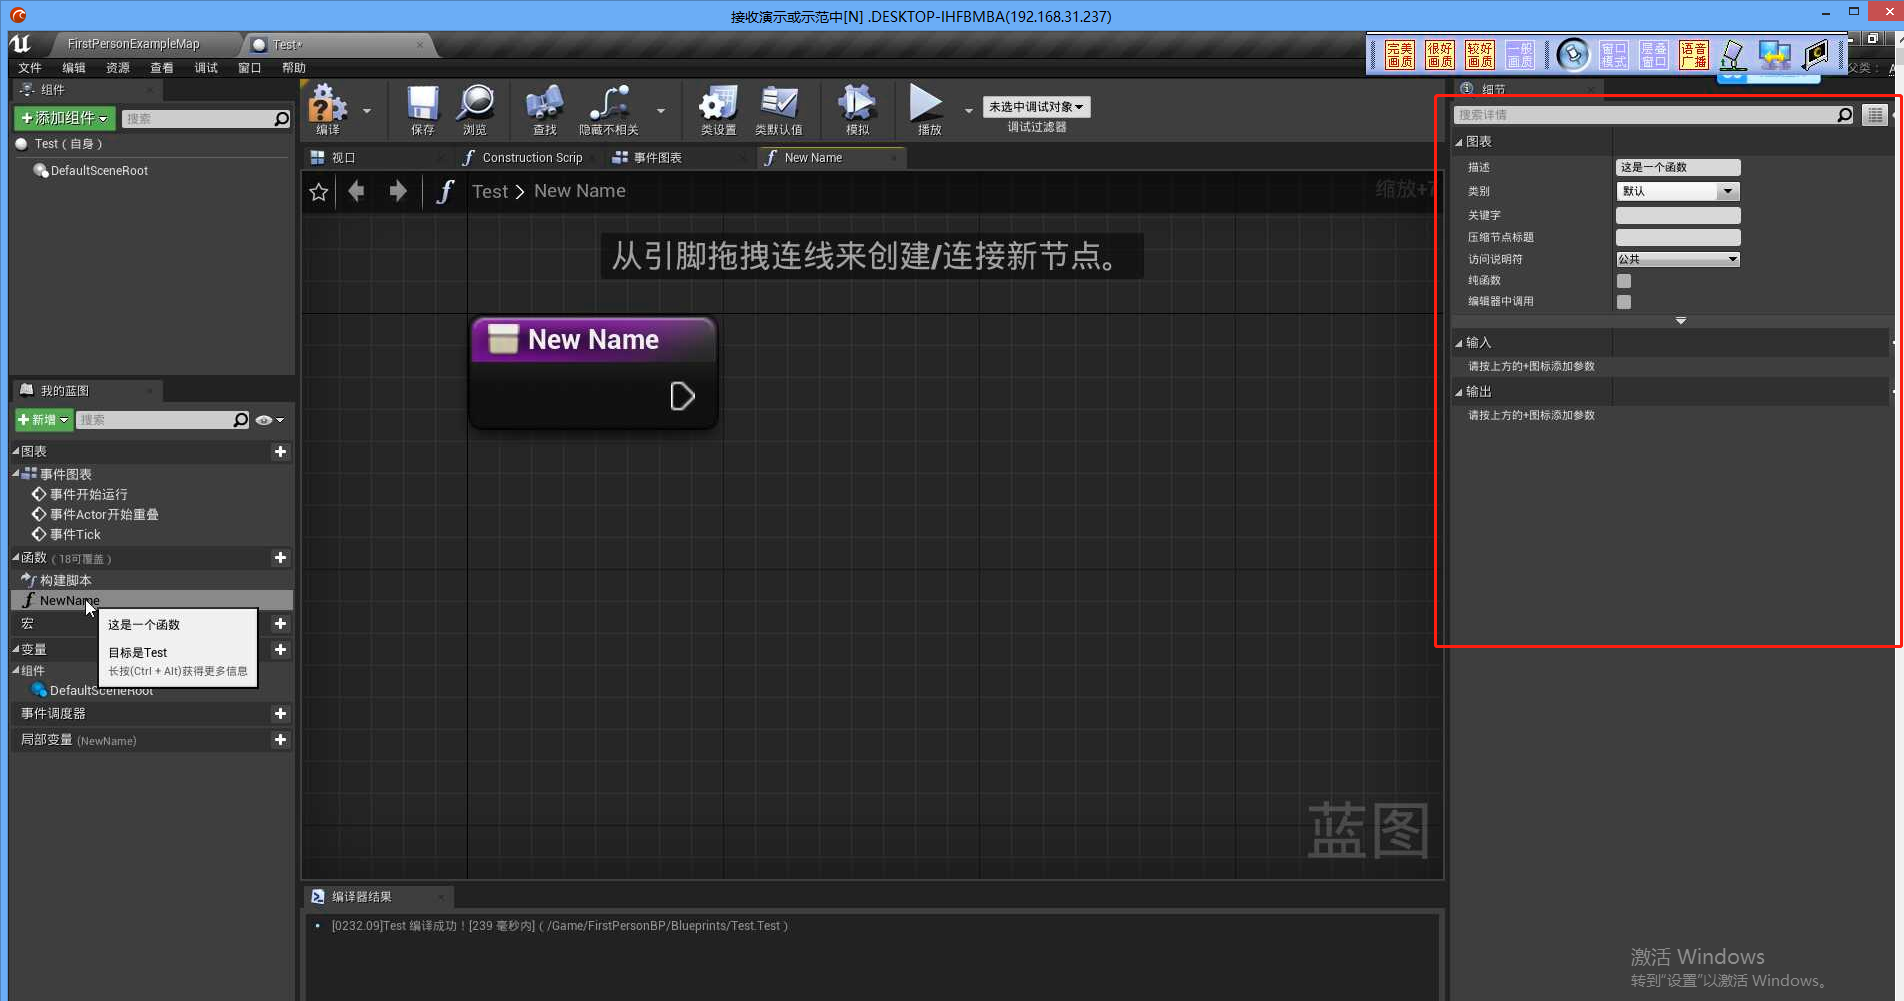 接收演示或示范中[N] .DESKTOP-IHFBMBA(192.168.31.237)
FirstPersonExampleMap
Test*
文件 编辑 资源 查看 调试 窗口 帮助
完美画质 很好画质 较好画质 一般画质 窗口模式 层叠窗口 语音广播
父类：
组件
+添加组件
搜索
Test（自身）
DefaultSceneRoot
编译
保存
浏览
查找
隐藏不相关
类设置
类默认值
模拟
播放
未选中调试对象
调试过滤器
视口
Construction Scrip
事件图表
New Name
Test > New Name
缩放+7
从引脚拖拽连线来创建/连接新节点。
New Name
蓝图
我的蓝图
+新增
搜索
图表
事件图表
事件开始运行
事件Actor开始重叠
事件Tick
函数（18可覆盖）
构建脚本
NewName
宏
这是一个函数
目标是Test
长按(Ctrl + Alt)获得更多信息
变量
组件
DefaultSceneRoot
事件调度器
局部变量 (NewName)
编译器结果
[0232.09]Test 编译成功！[239 毫秒内]（/Game/FirstPersonBP/Blueprints/Test.Test）
细节
搜索详情
图表
描述 这是一个函数
类别 默认
关键字
压缩节点标题
访问说明符 公共
纯函数
编辑器中调用
输入
请按上方的+图标添加参数
输出
请按上方的+图标添加参数
激活 Windows
转到“设置”以激活 Windows。